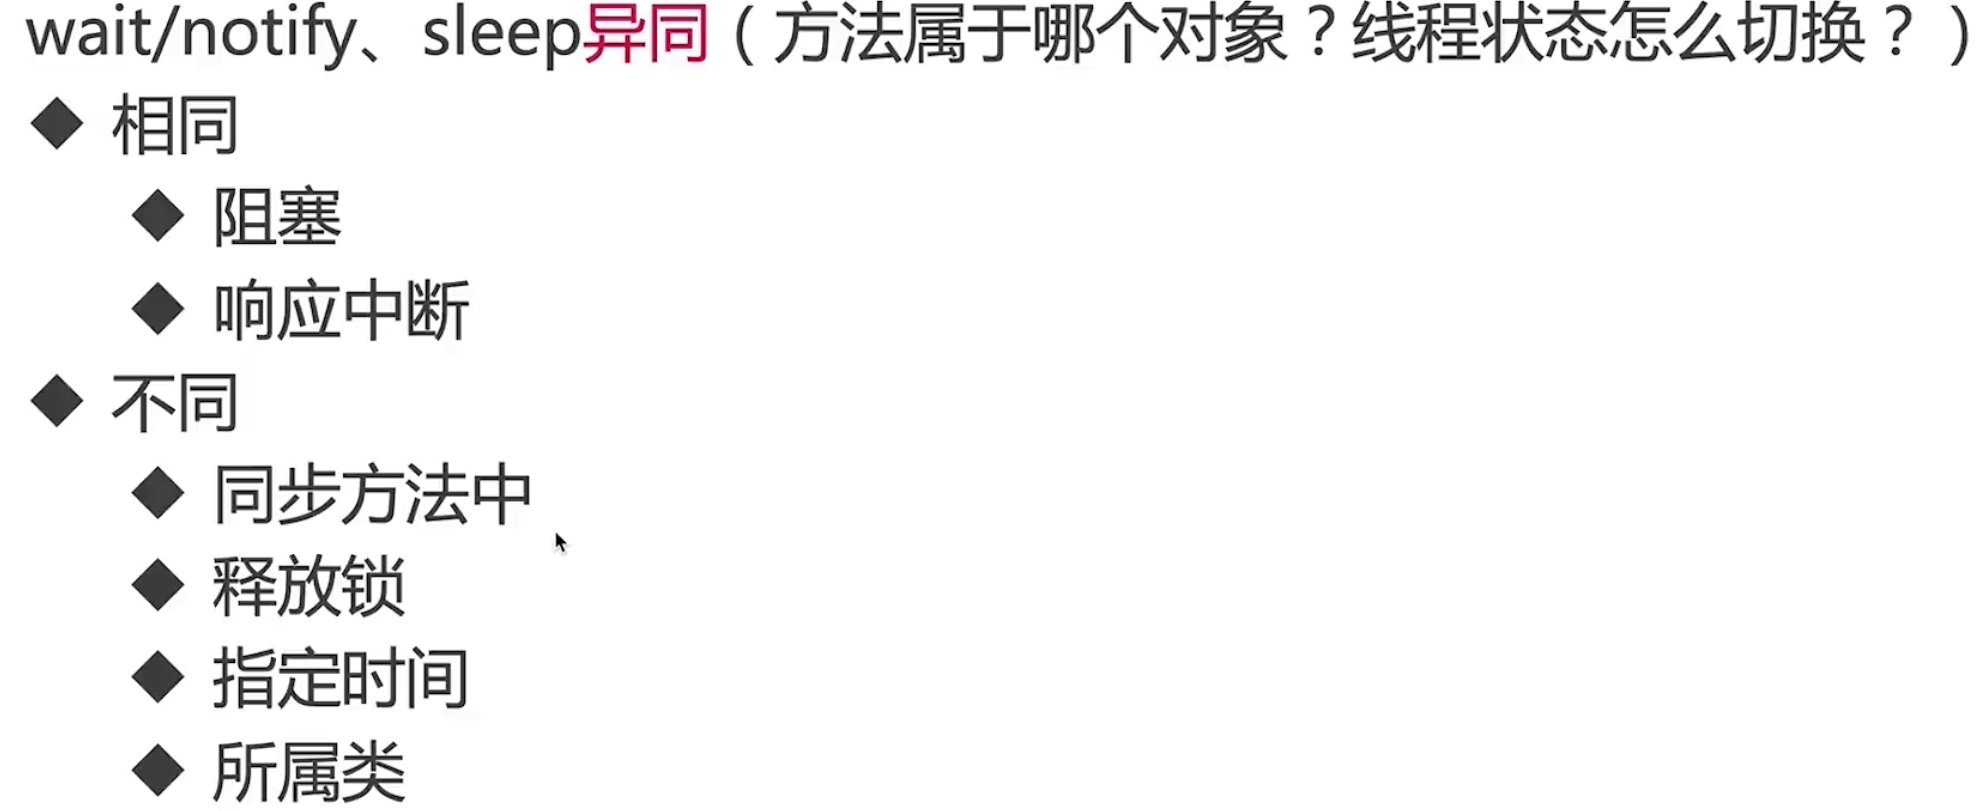 wait/notify、sleep异同（方法属于哪个对象？线程状态怎么切换？）
◆ 相同
◆ 阻塞
◆ 响应中断
◆ 不同
◆ 同步方法中
◆ 释放锁
◆ 指定时间
◆ 所属类